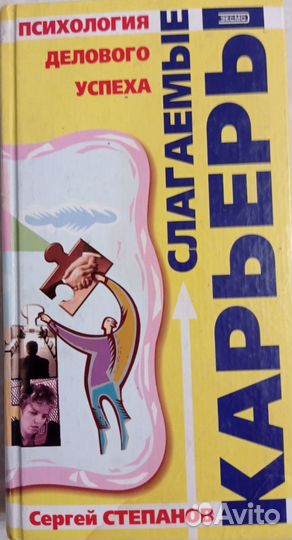 ПСИХОЛОГИЯ
ДЕЛОВОГО
УСПЕХА
ЭКСМО
СЛАГАЕМЫЕ
КАРЬЕРЫ
Сергей СТЕПАНОВ
Avito